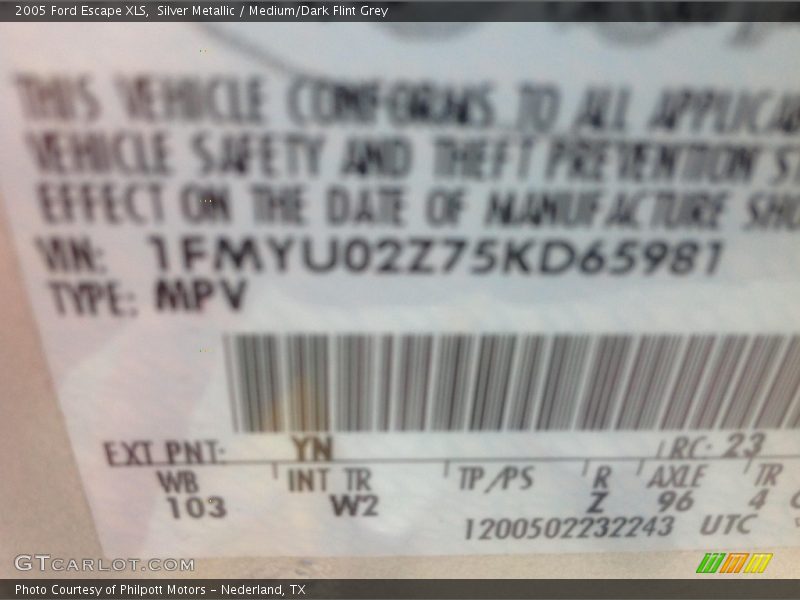 2005 Ford Escape XLS,  Silver Metallic / Medium/Dark Flint Grey
THIS VEHICLE CONFORMS TO ALL APPLICA
VEHICLE SAFETY AND THEFT PREVENTION S
EFFECT ON THE DATE OF MANUFACTURE SHO
VIN: 1FMYU02Z75KD65981
TYPE: MPV
EXT PNT: YN RC: 23
WB INT TR TP/PS R AXLE TR
103 W2 Z 96 4
1200502232243 UTC
GTCARLOT.COM
Photo Courtesy of Philpott Motors – Nederland, TX